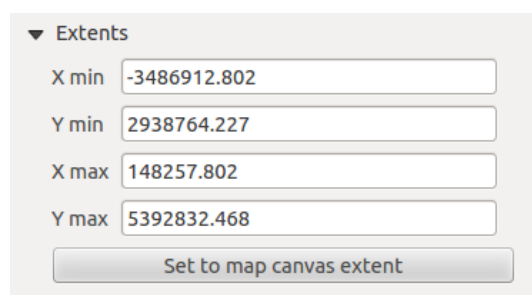 Extents
X min -3486912.802
Y min 2938764.227
X max 148257.802
Y max 5392832.468
Set to map canvas extent